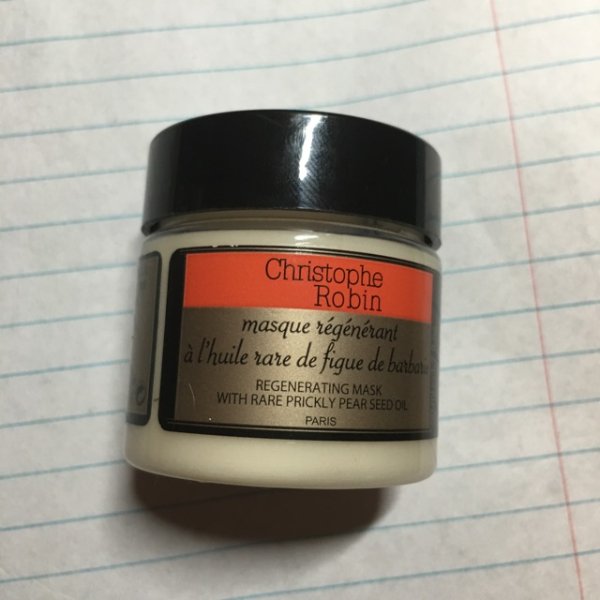 Christophe
Robin
masque régénérant
à l'huile rare de figue de barbarie
REGENERATING MASK
WITH RARE PRICKLY PEAR SEED OIL
PARIS